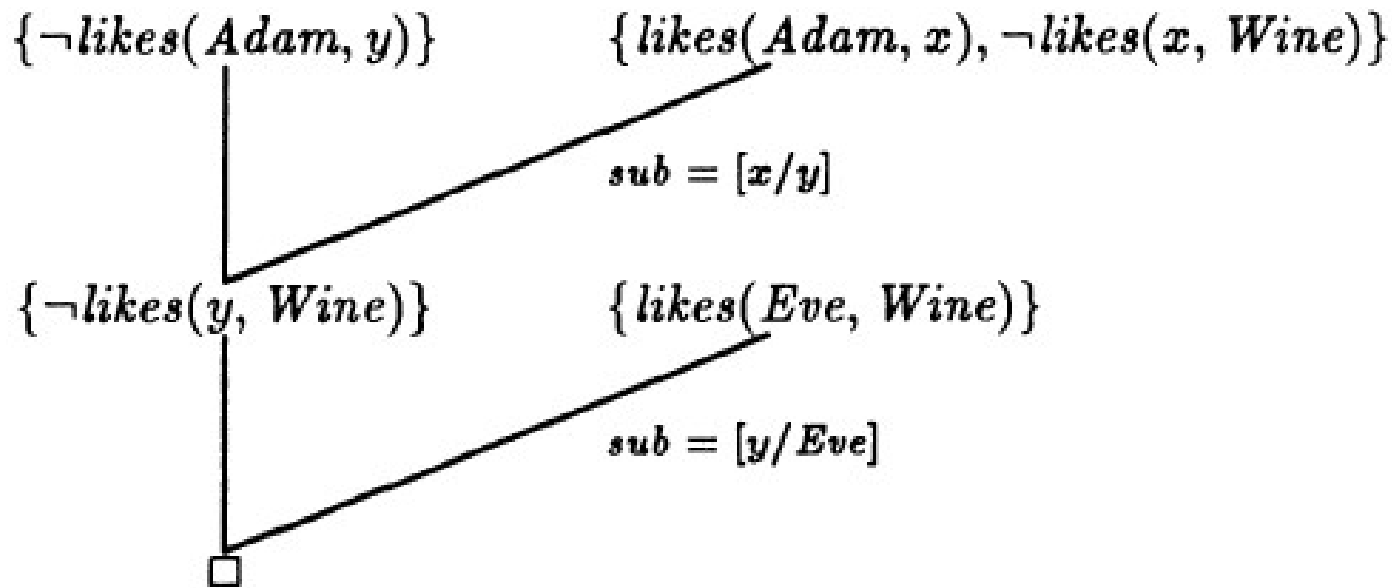 {¬likes(Adam, y)} {likes(Adam, x), ¬likes(x, Wine)}
sub = [x/y]
{¬likes(y, Wine)} {likes(Eve, Wine)}
sub = [y/Eve]
□